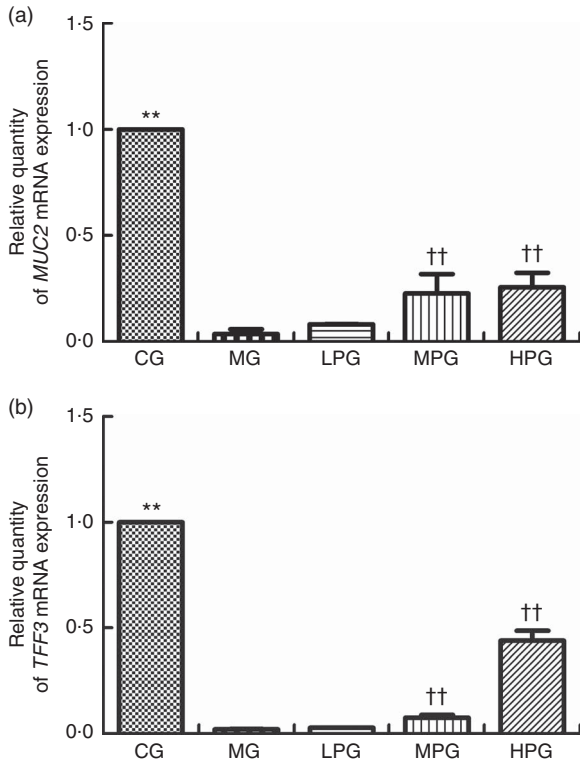 (a)
1·5
1·0
0·5
0·0
Relative quantity
of MUC2 mRNA expression
**
††
††
CG MG LPG MPG HPG
(b)
1·5
1·0
0·5
0·0
Relative quantity
of TFF3 mRNA expression
**
††
††
CG MG LPG MPG HPG